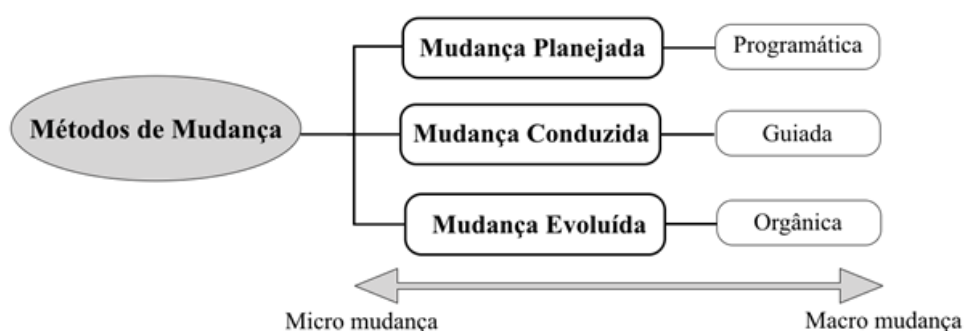 Mudança Planejada
Programática
Métodos de Mudança
Mudança Conduzida
Guiada
Mudança Evoluída
Orgânica
Micro mudança
Macro mudança